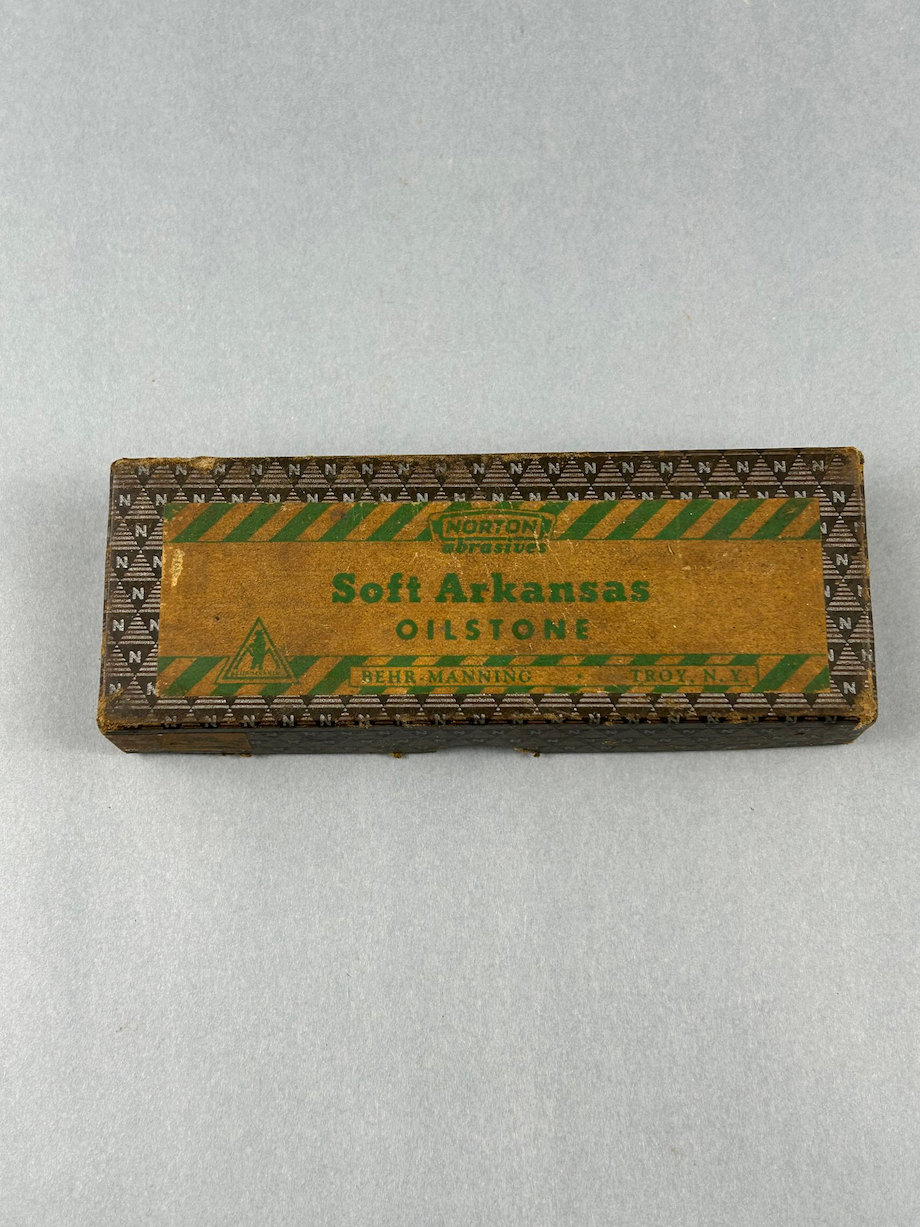 NORTON
abrasives
Soft Arkansas
OILSTONE
BEHR-MANNING · TROY, N.Y.